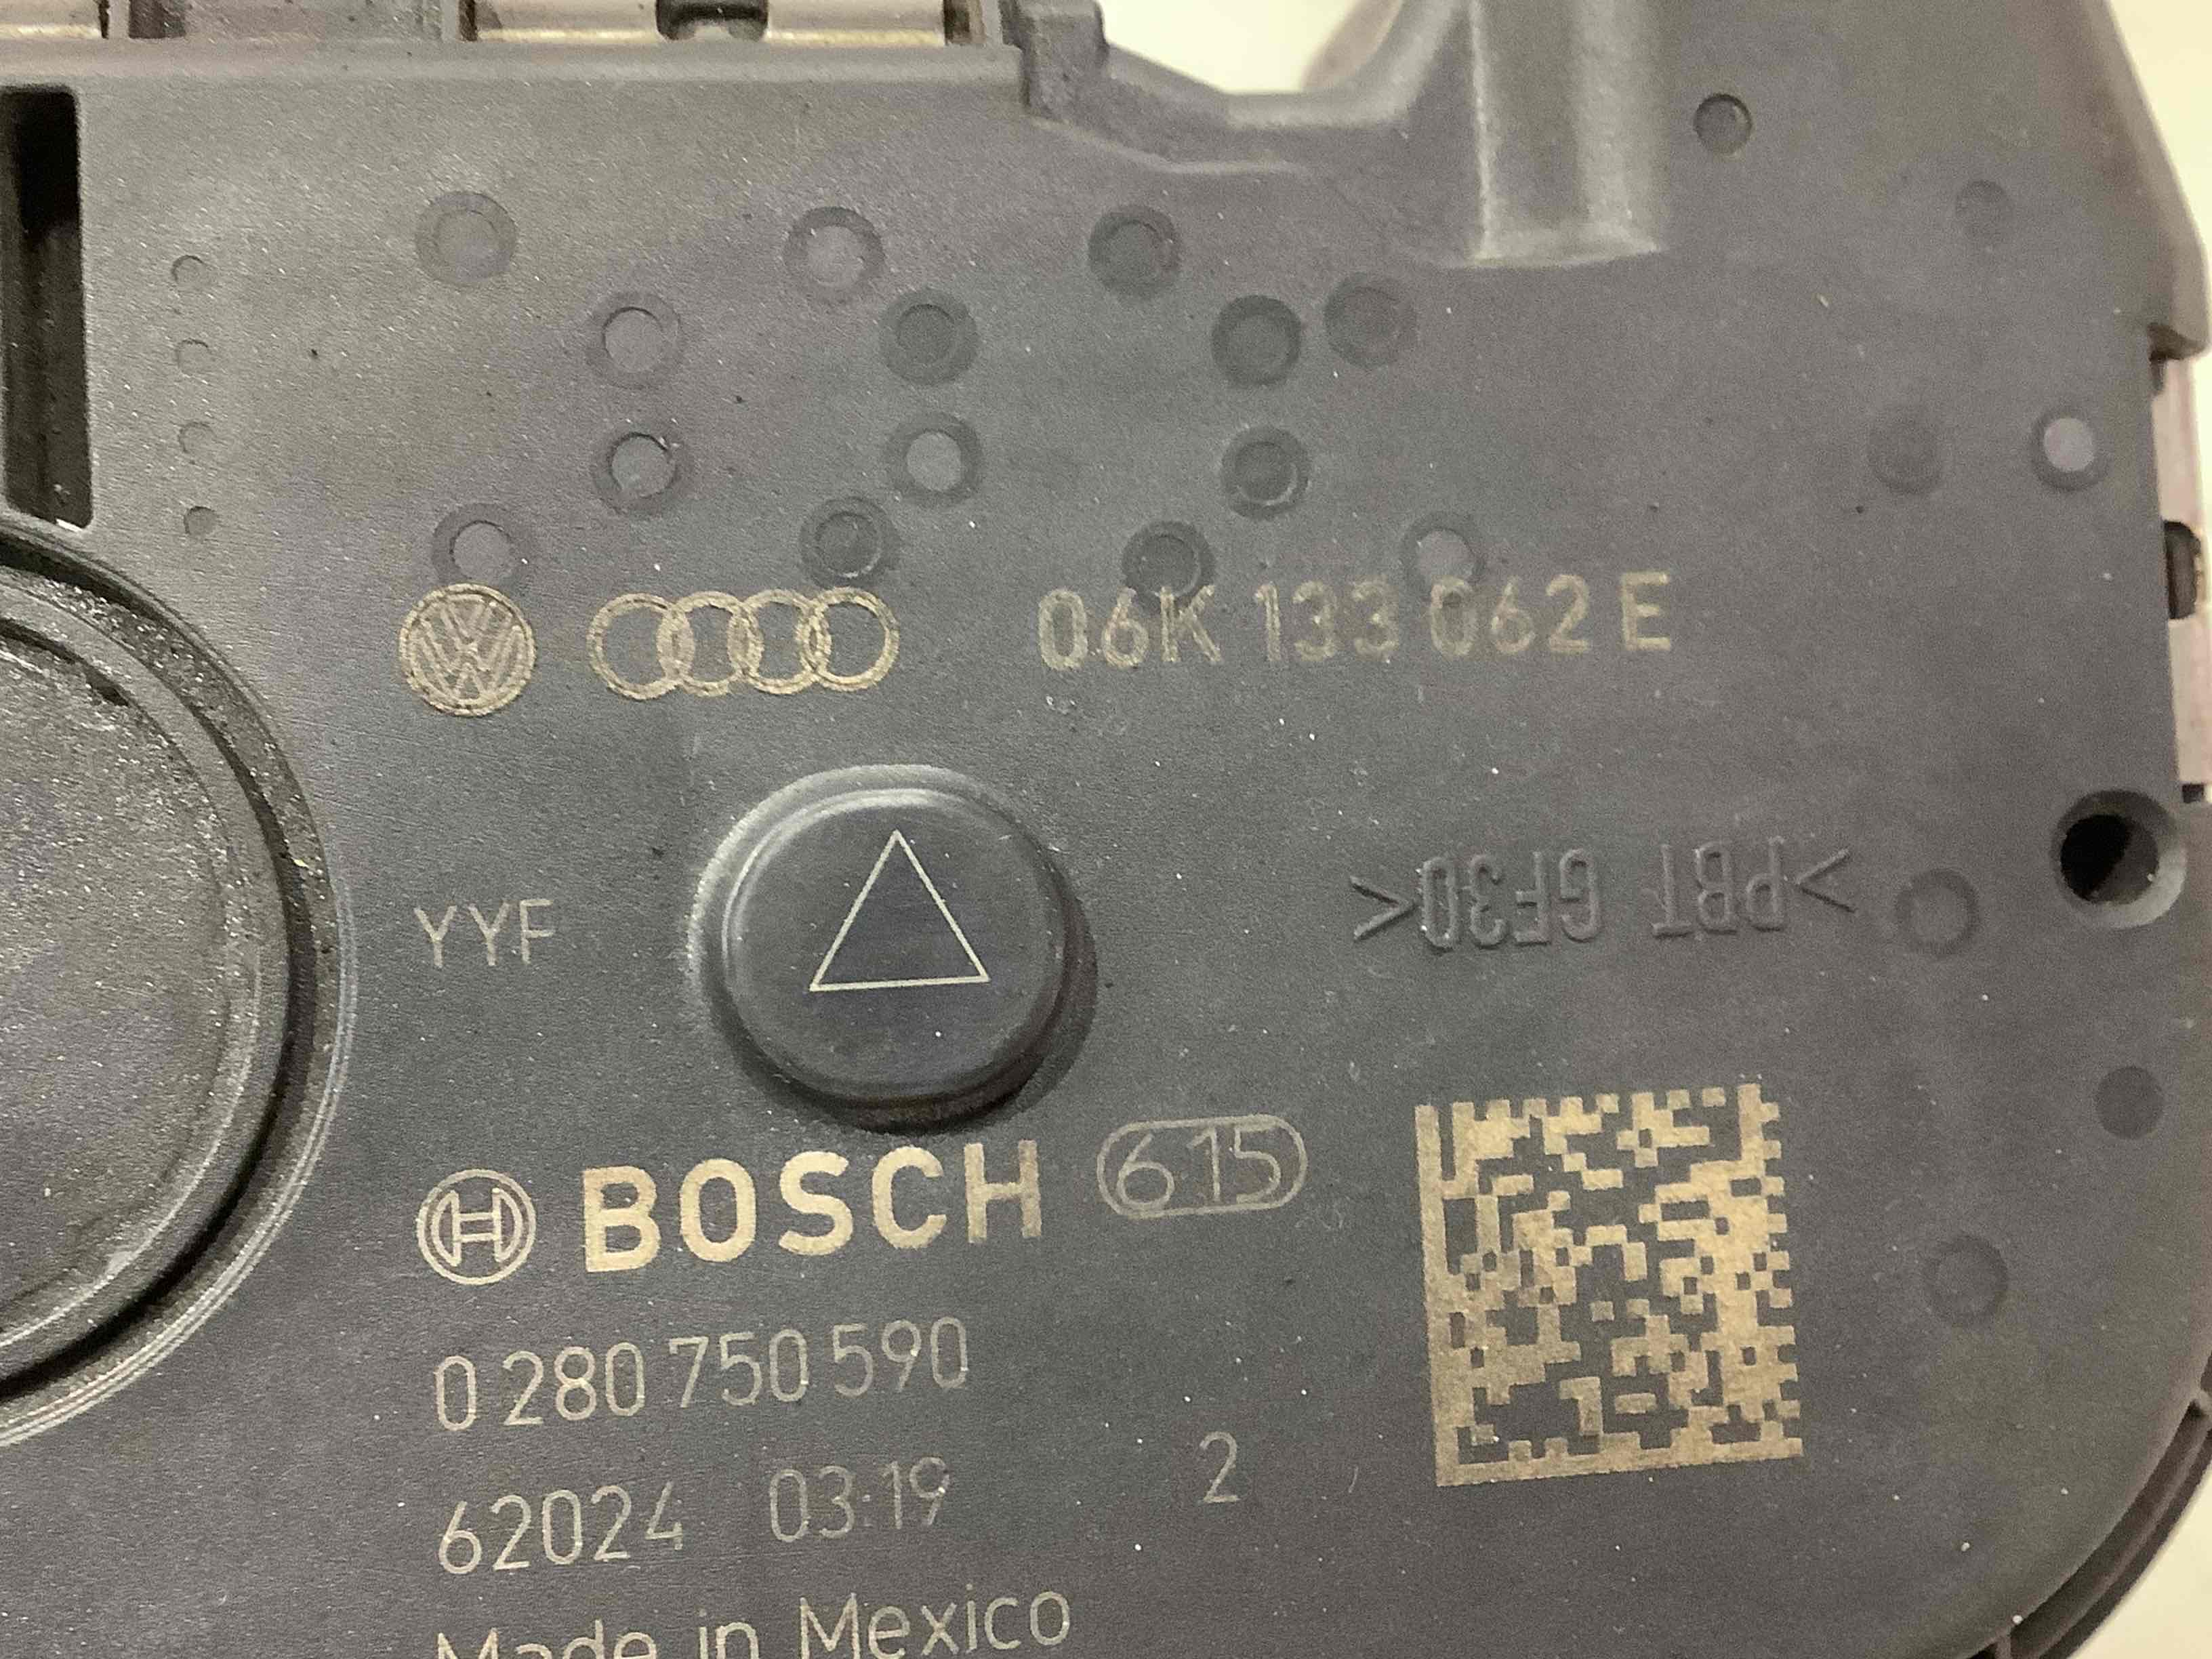 06K 133 062 E
>PBT GF30<
YYF
BOSCH 615
0 280 750 590
62024 03:19 2
Made in Mexico